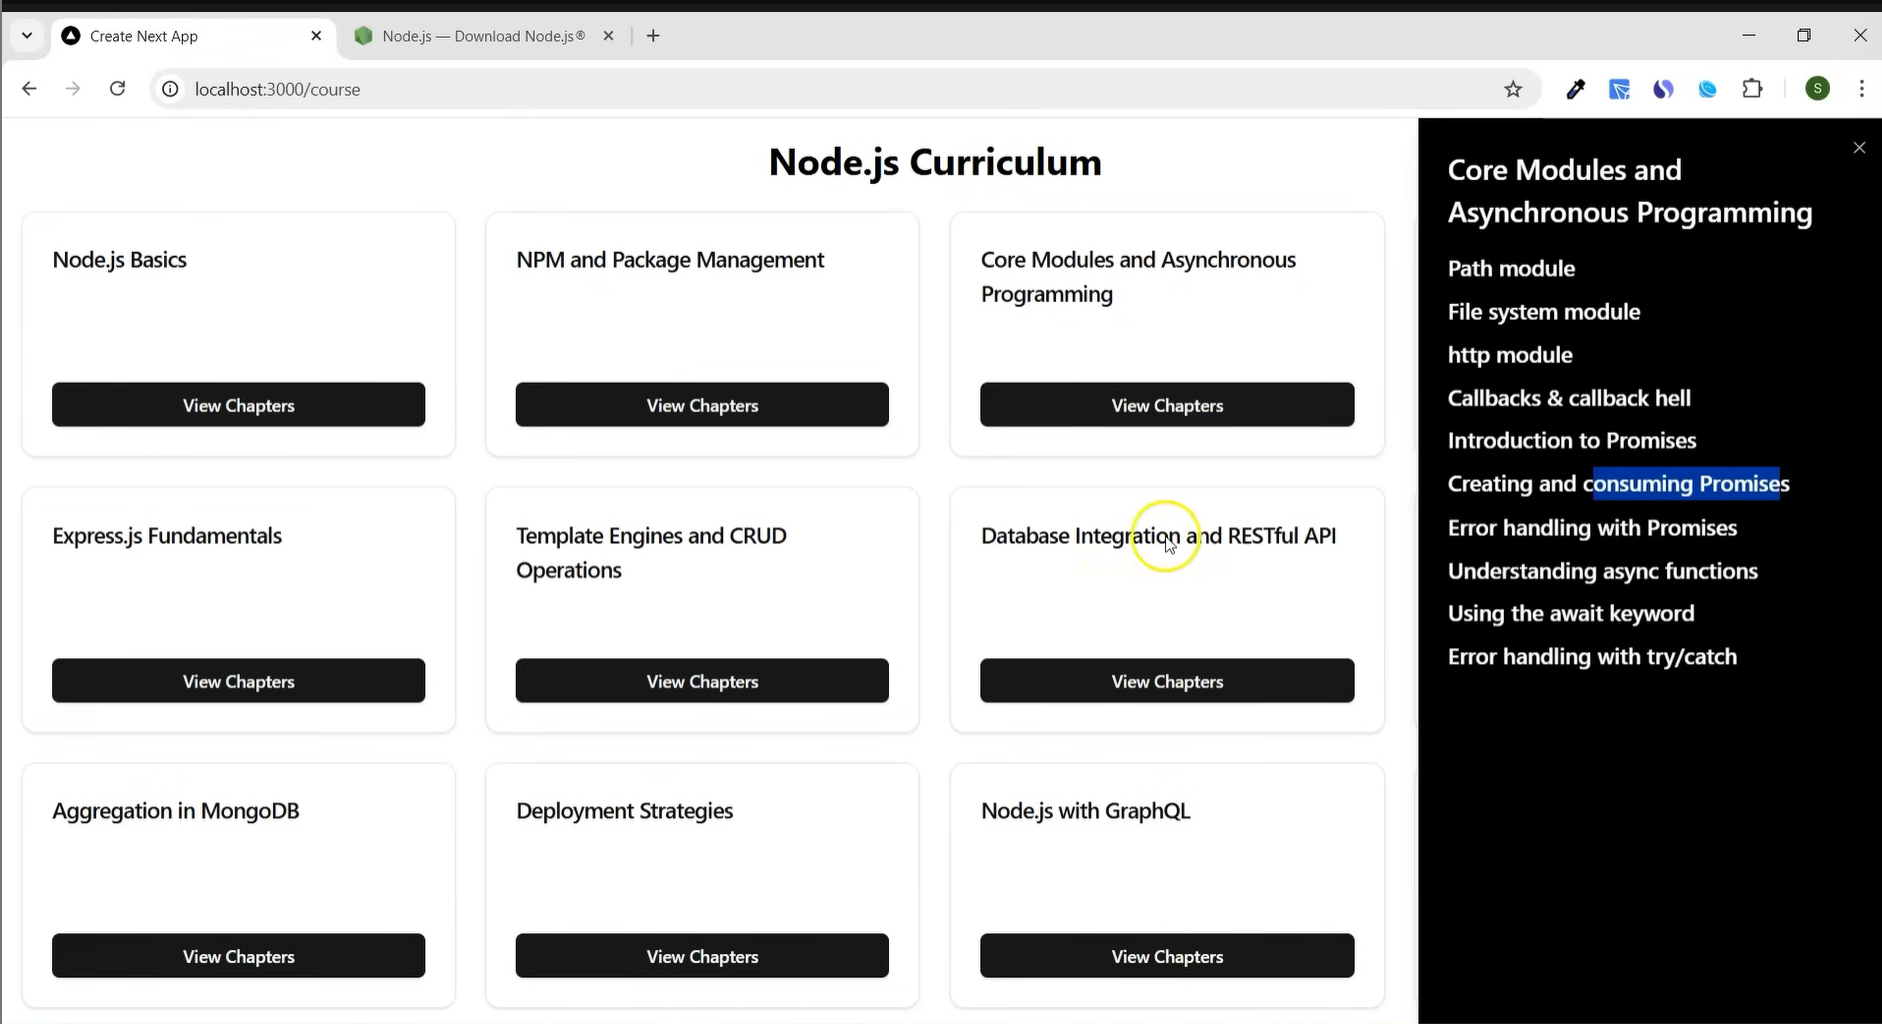 Create Next App
Node.js — Download Node.js®
localhost:3000/course
S
Node.js Curriculum
Node.js Basics
View Chapters
NPM and Package Management
View Chapters
Core Modules and Asynchronous
Programming
View Chapters
Express.js Fundamentals
View Chapters
Template Engines and CRUD
Operations
View Chapters
Database Integration and RESTful API
View Chapters
Aggregation in MongoDB
View Chapters
Deployment Strategies
View Chapters
Node.js with GraphQL
View Chapters
Core Modules and
Asynchronous Programming
Path module
File system module
http module
Callbacks & callback hell
Introduction to Promises
Creating and consuming Promises
Error handling with Promises
Understanding async functions
Using the await keyword
Error handling with try/catch